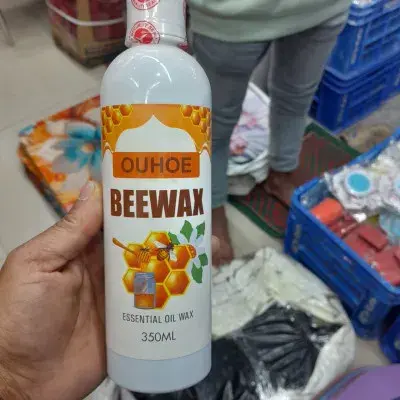 OUHOE
BEEWAX
ESSENTIAL OIL WAX
350ML